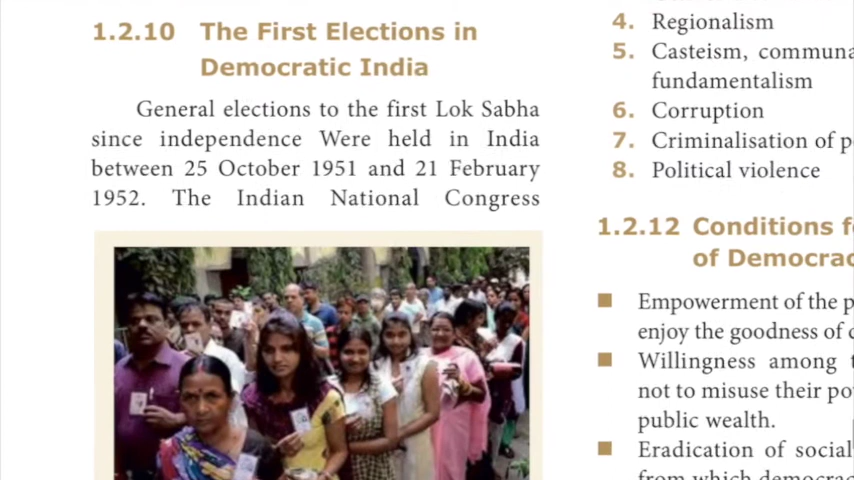 1.2.10 The First Elections in
Democratic India
General elections to the first Lok Sabha
since independence Were held in India
between 25 October 1951 and 21 February
1952. The Indian National Congress
4. Regionalism
5. Casteism,
fundamentalism
6. Corruption
7. Criminalisation of
8. Political violence
1.2.12 Conditions
of
Empowerment of the
enjoy the goodness of
Willingness among
not to misuse their
public wealth.
Eradication of social
from which